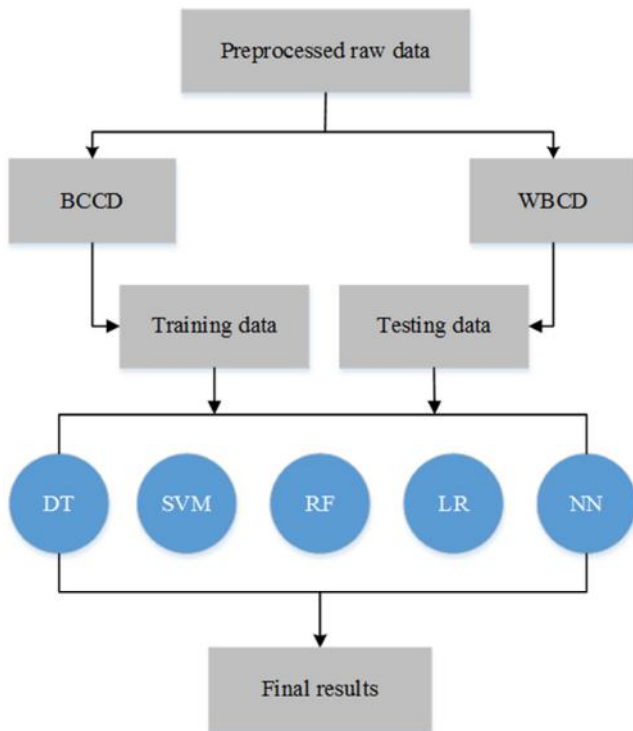 Preprocessed raw data
BCCD
WBCD
Training data
Testing data
DT
SVM
RF
LR
NN
Final results